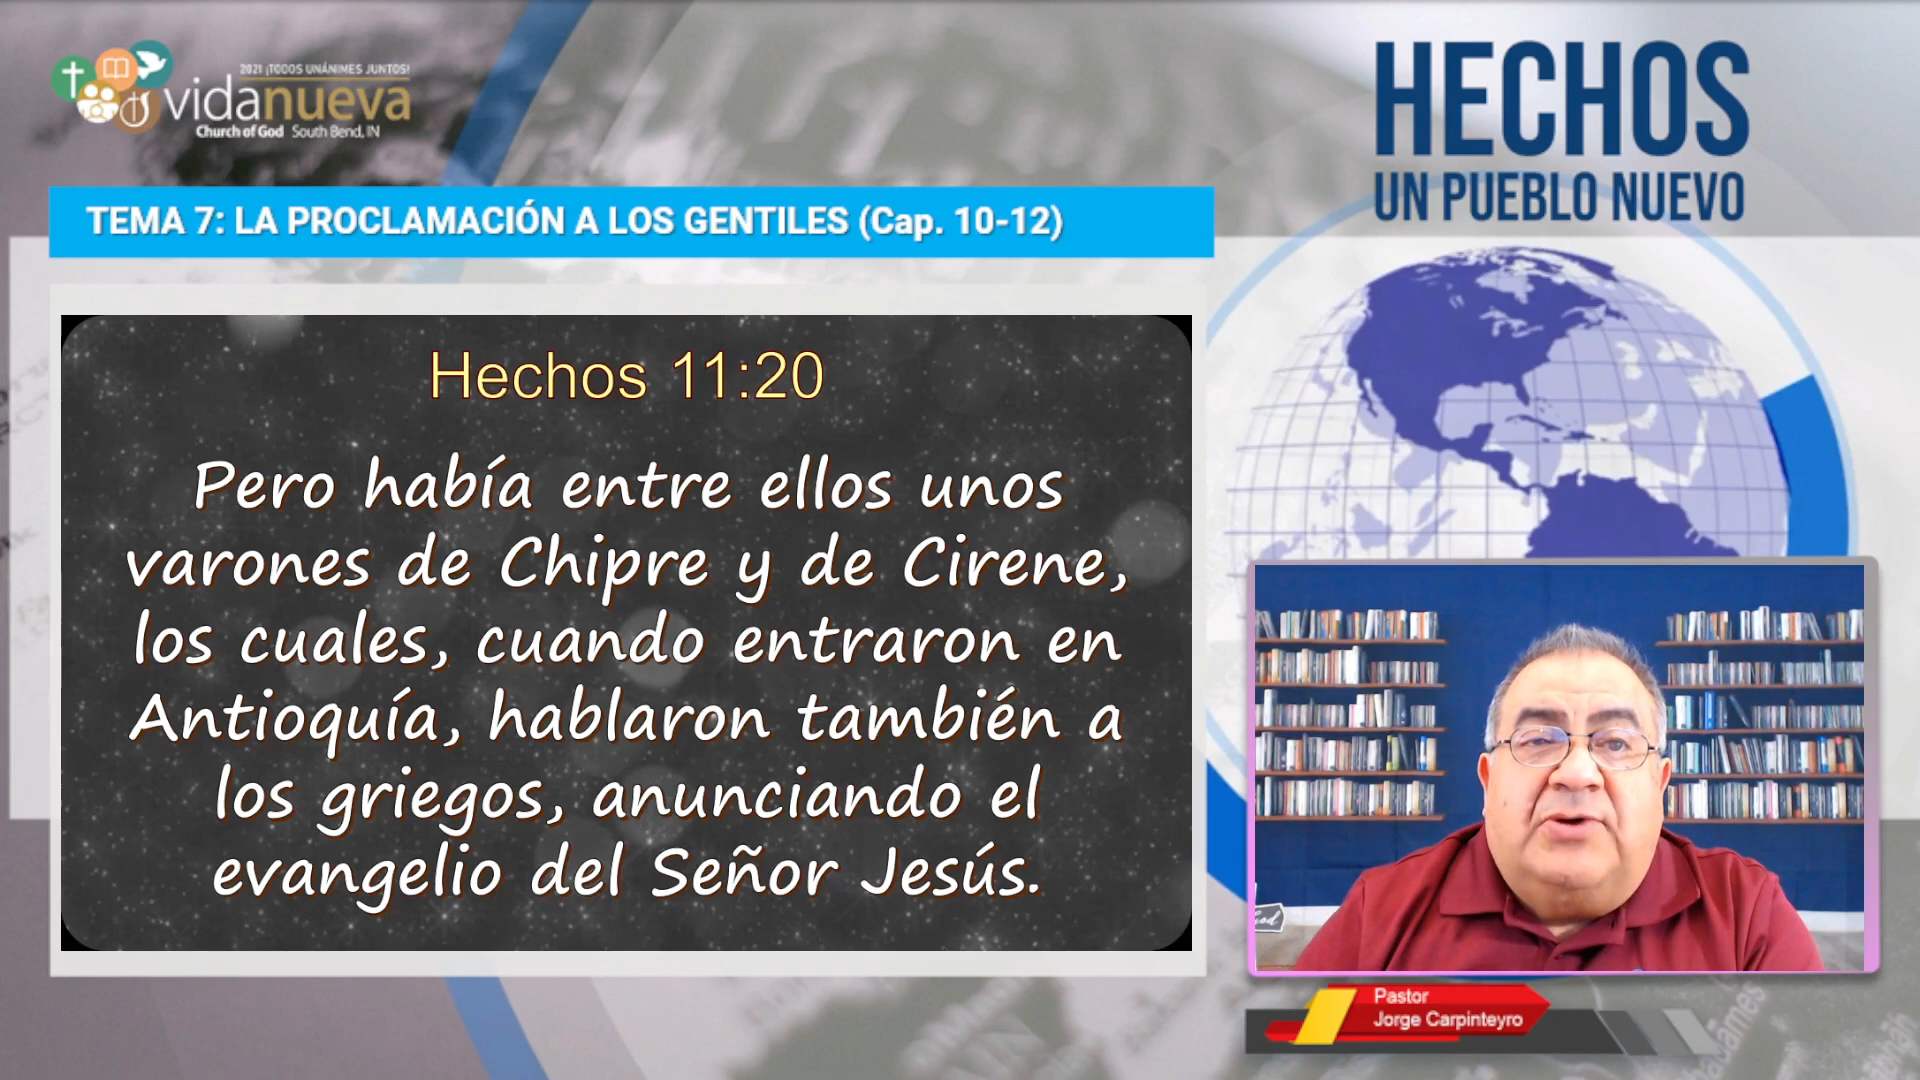 2021 ¡TODOS UNÁNIMES JUNTOS!
vidanueva
Church of God South Bend, IN
HECHOS
UN PUEBLO NUEVO
TEMA 7: LA PROCLAMACIÓN A LOS GENTILES (Cap. 10-12)
Hechos 11:20
Pero había entre ellos unos
varones de Chipre y de Cirene,
los cuales, cuando entraron en
Antioquía, hablaron también a
los griegos, anunciando el
evangelio del Señor Jesús.
Pastor
Jorge Carpinteyro